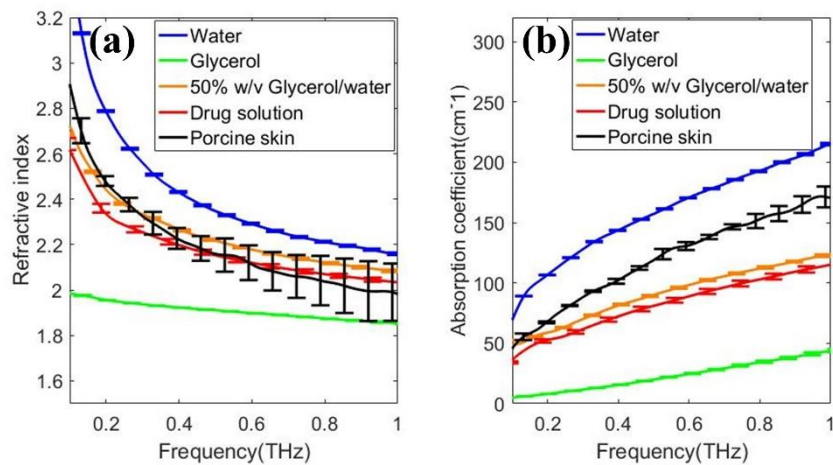 (a)
Water
Glycerol
50% w/v Glycerol/water
Drug solution
Porcine skin
Refractive index
3.2
3
2.8
2.6
2.4
2.2
2
1.8
1.6
0.2 0.4 0.6 0.8 1
Frequency(THz)
(b)
Water
Glycerol
50% w/v Glycerol/water
Drug solution
Porcine skin
Absorption coefficient(cm-1)
300
250
200
150
100
50
0
0.2 0.4 0.6 0.8 1
Frequency(THz)